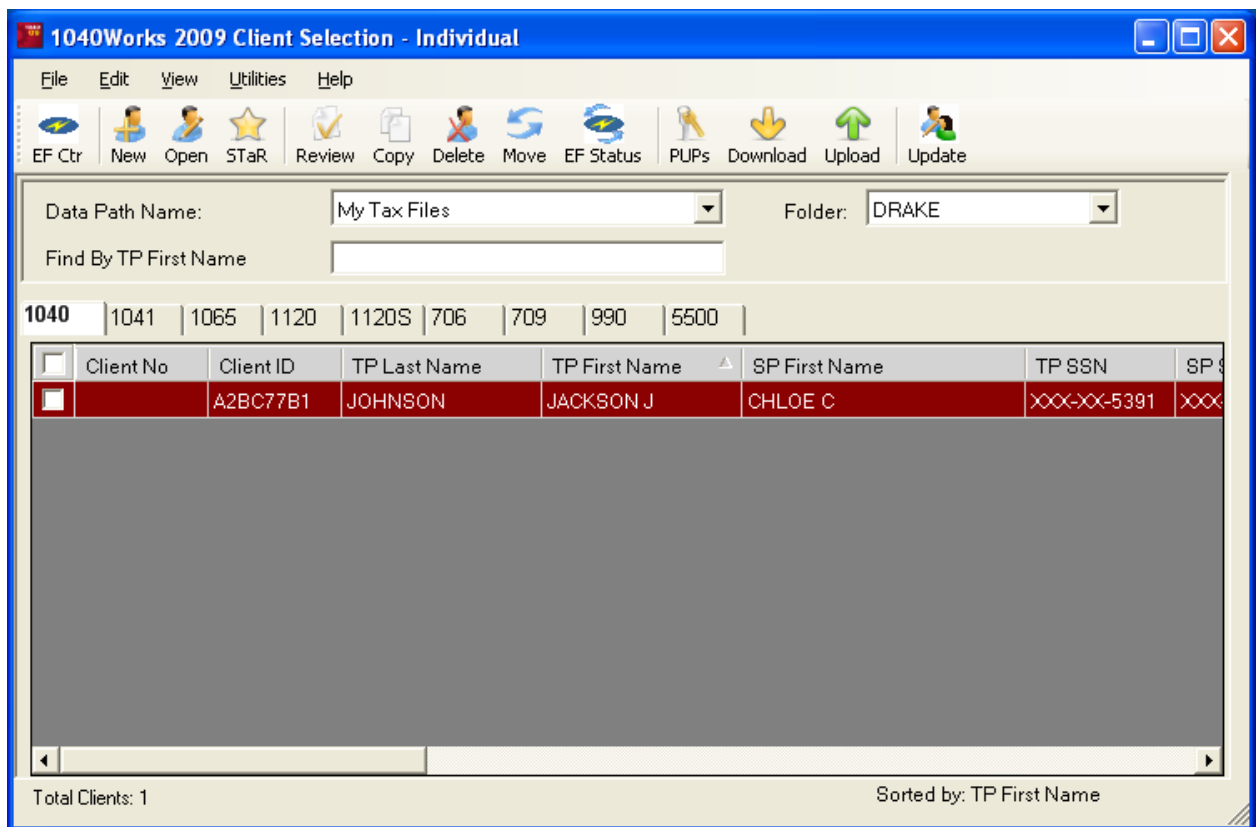 1040Works 2009 Client Selection - Individual
File Edit View Utilities Help
EF Ctr New Open STaR Review Copy Delete Move EF Status PUPs Download Upload Update
Data Path Name: My Tax Files Folder: DRAKE
Find By TP First Name
1040 1041 1065 1120 1120S 706 709 990 5500
Client No Client ID TP Last Name TP First Name SP First Name TP SSN SP
A2BC77B1 JOHNSON JACKSON J CHLOE C XXX-XX-5391 XXX-
Total Clients: 1 Sorted by: TP First Name